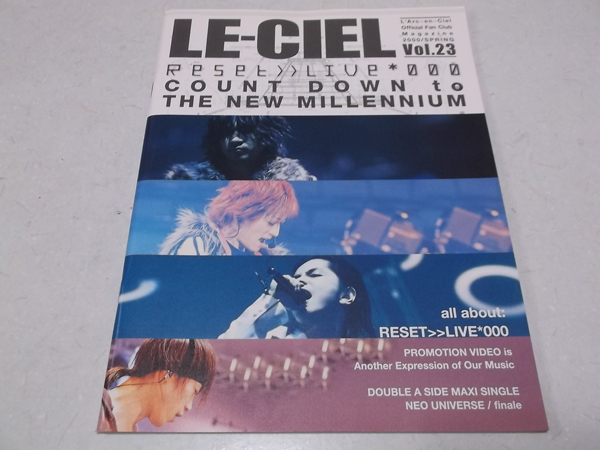 LE-CIEL
L'Arc-en-Ciel
Official Fan Club
Magazine
2000/SPRING
Vol.23
Reset>>LIVE*000
COUNT DOWN to
THE NEW MILLENNIUM
all about:
RESET>>LIVE*000
PROMOTION VIDEO is
Another Expression of Our Music
DOUBLE A SIDE MAXI SINGLE
NEO UNIVERSE / finale